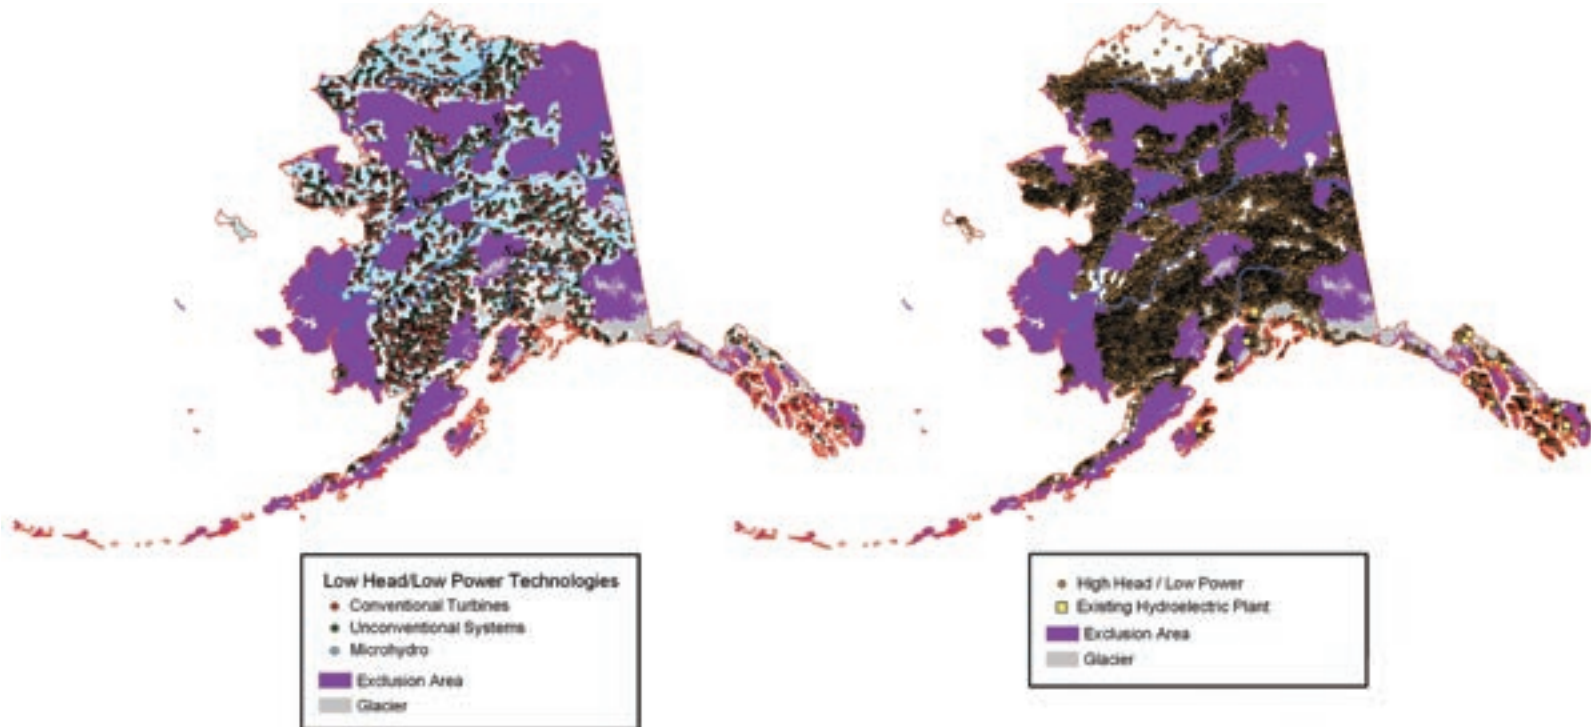 Low Head/Low Power Technologies
Conventional Turbines
Unconventional Systems
Microhydro
Exclusion Area
Glacier
High Head / Low Power
Existing Hydroelectric Plant
Exclusion Area
Glacier